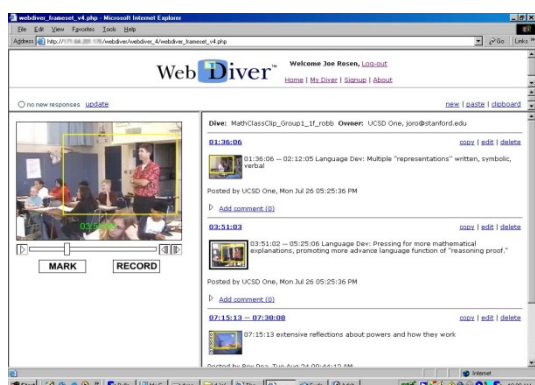 webdiver_frameset_v4.php - Microsoft Internet Explorer
File Edit View Favorites Tools Help
Address /webdiver/webdiver_4/webdiver_frameset_v4.php Go Links
Web Diver™
Welcome Joe Rosen, Log-out
Home | My Diver | Signup | About
no new responses update
new | paste | clipboard
Dive: MathClassClip_Group1_1f_robb Owner: UCSD One, joro@stanford.edu
01:36:06 copy | edit | delete
01:36:06 -- 02:12:05 Language Dev: Multiple "representations" written, symbolic,
verbal
Posted by UCSD One, Mon Jul 26 05:25:36 PM
Add comment (0)
03:51:03 copy | edit | delete
03:51:02 -- 05:25:06 Language Dev: Pressing for more mathematical
explanations, promoting more advance language function of "reasoning proof."
Posted by UCSD One, Mon Jul 26 05:25:36 PM
Add comment (0)
07:15:13 -- 07:30:08 copy | edit | delete
07:15:13 extensive reflections about powers and how they work
MARK RECORD
Internet